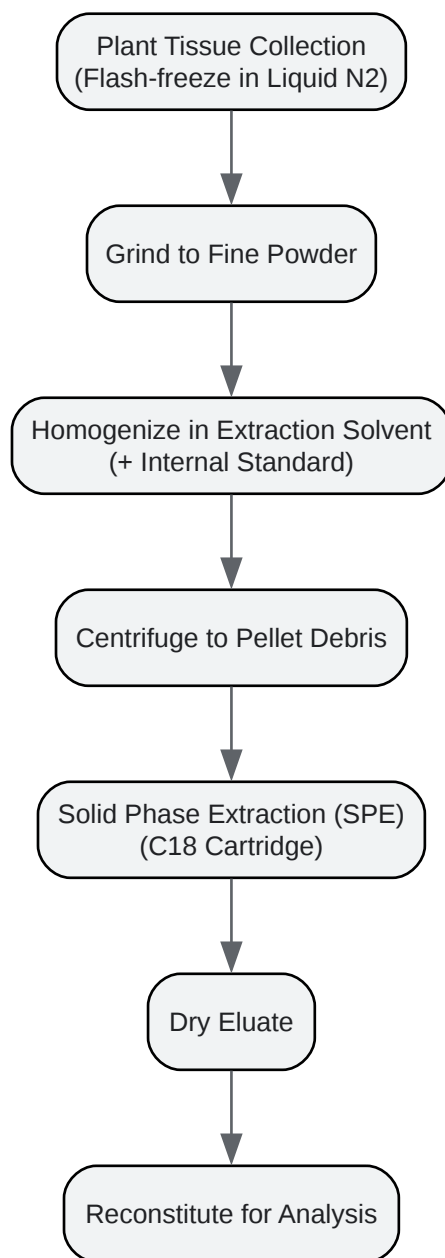 Plant Tissue Collection
(Flash-freeze in Liquid N2)
Grind to Fine Powder
Homogenize in Extraction Solvent
(+ Internal Standard)
Centrifuge to Pellet Debris
Solid Phase Extraction (SPE)
(C18 Cartridge)
Dry Eluate
Reconstitute for Analysis